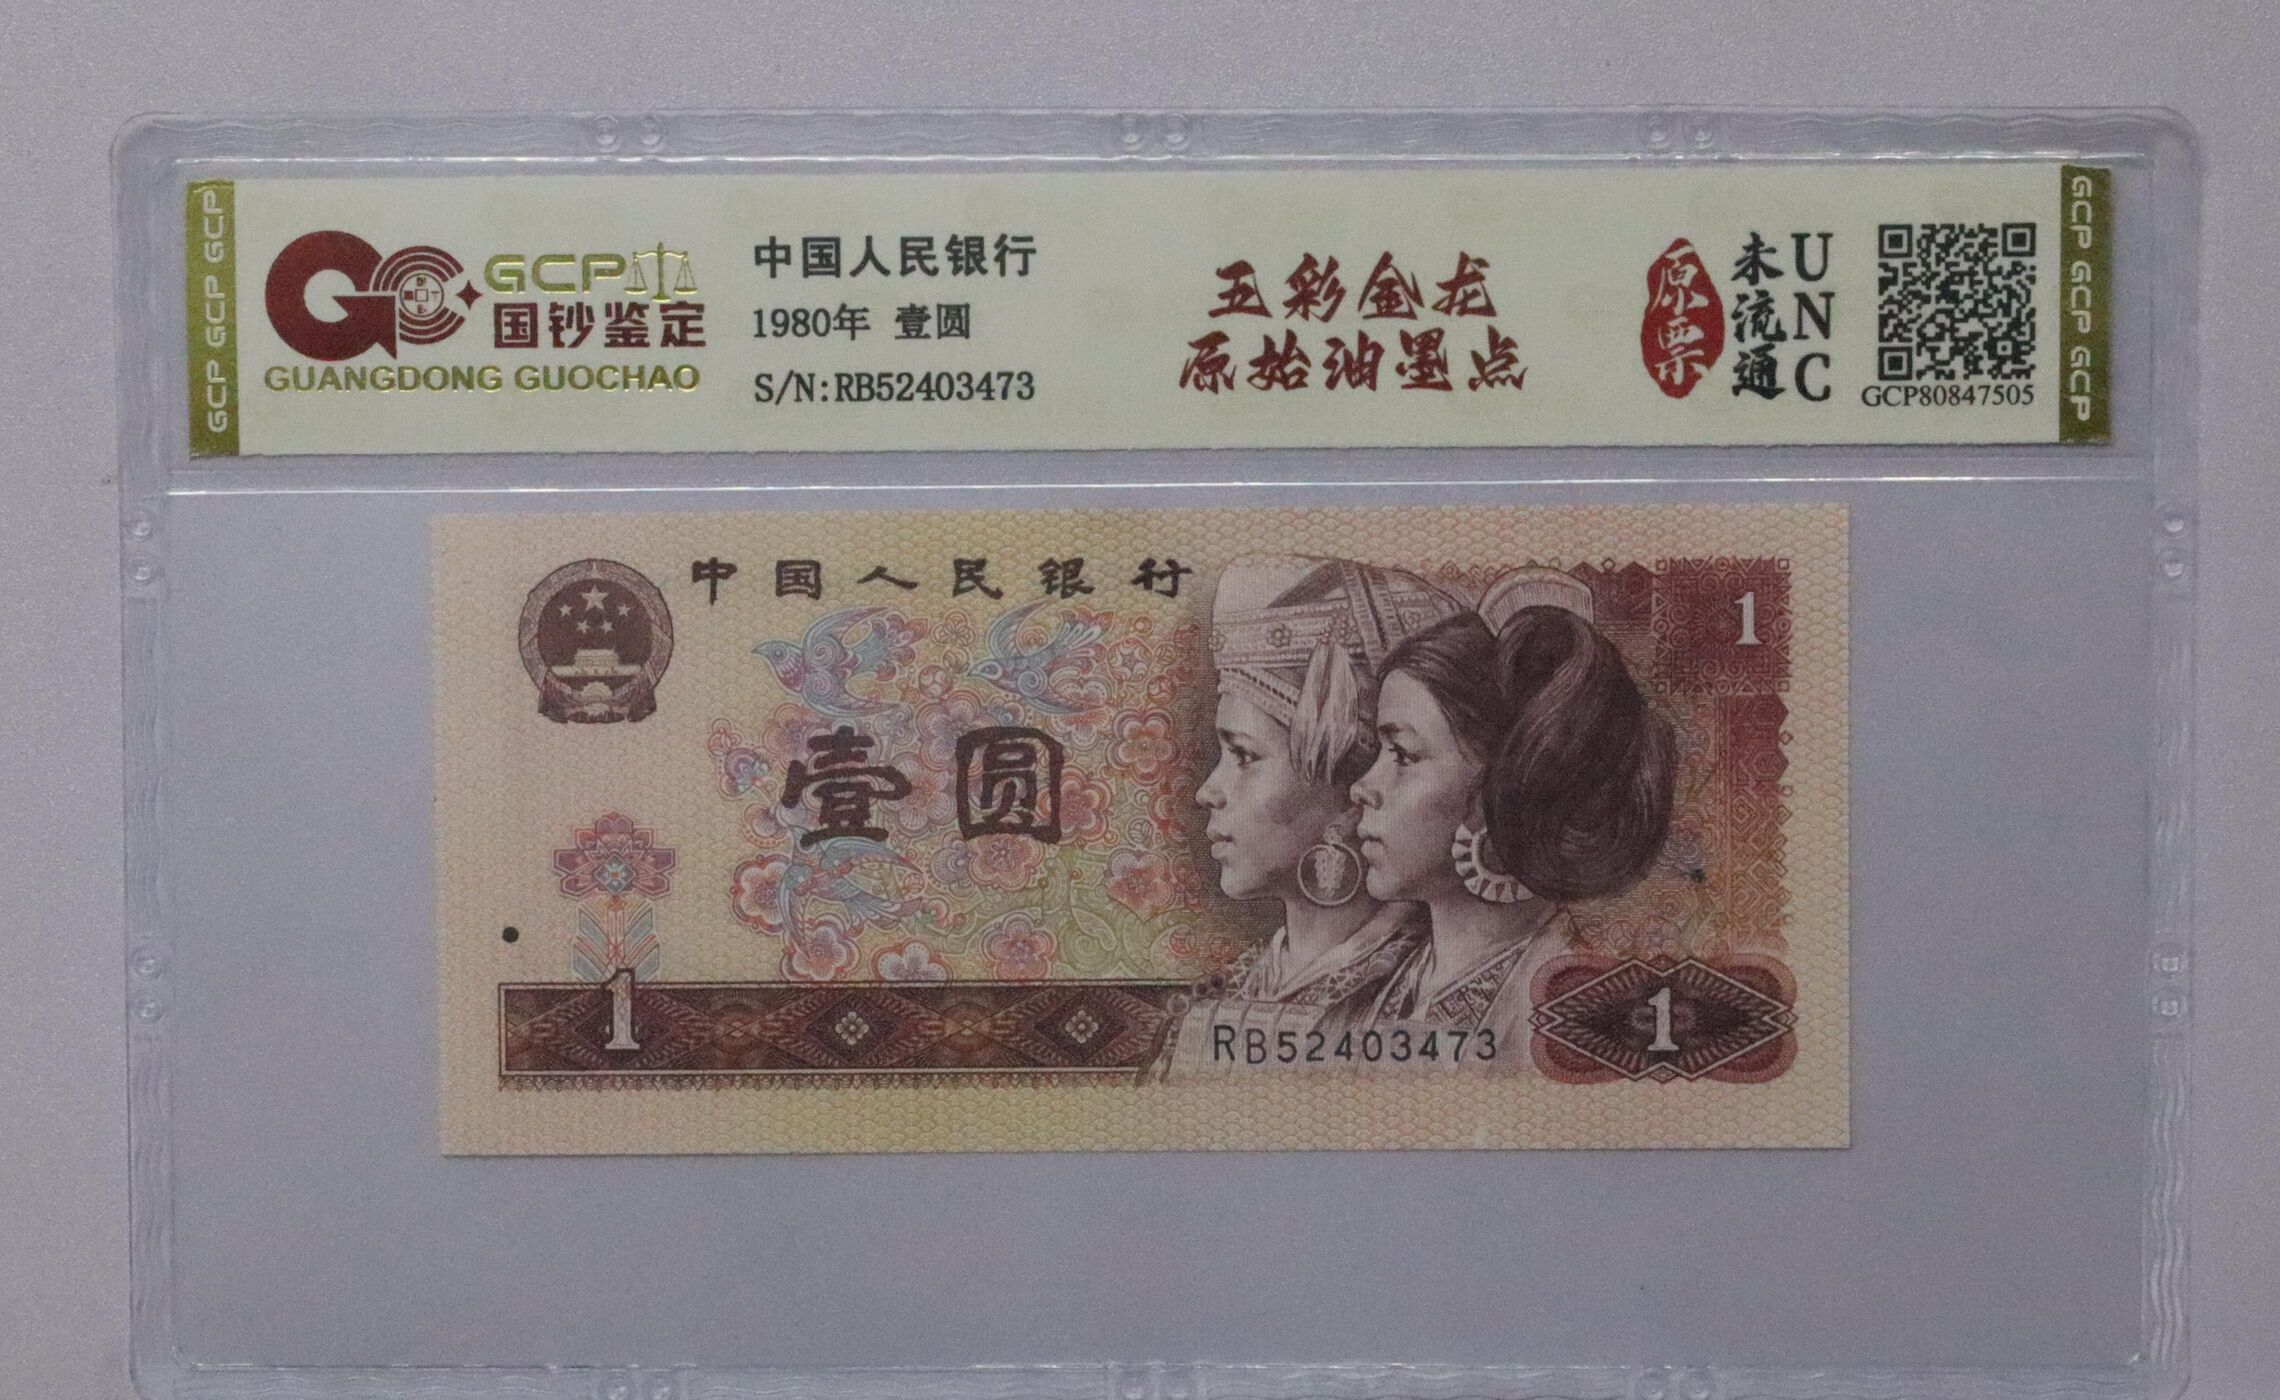 GCP GCP GCP
GCP
国钞鉴定
GUANGDONG GUOCHAO
中国人民银行
1980年 壹圆
S/N:RB52403473
五彩金龙
原始油墨点
原票
未流通
UNC
GCP80847505
GCP GCP GCP
中国人民银行
1
壹圆
1
RB52403473
1